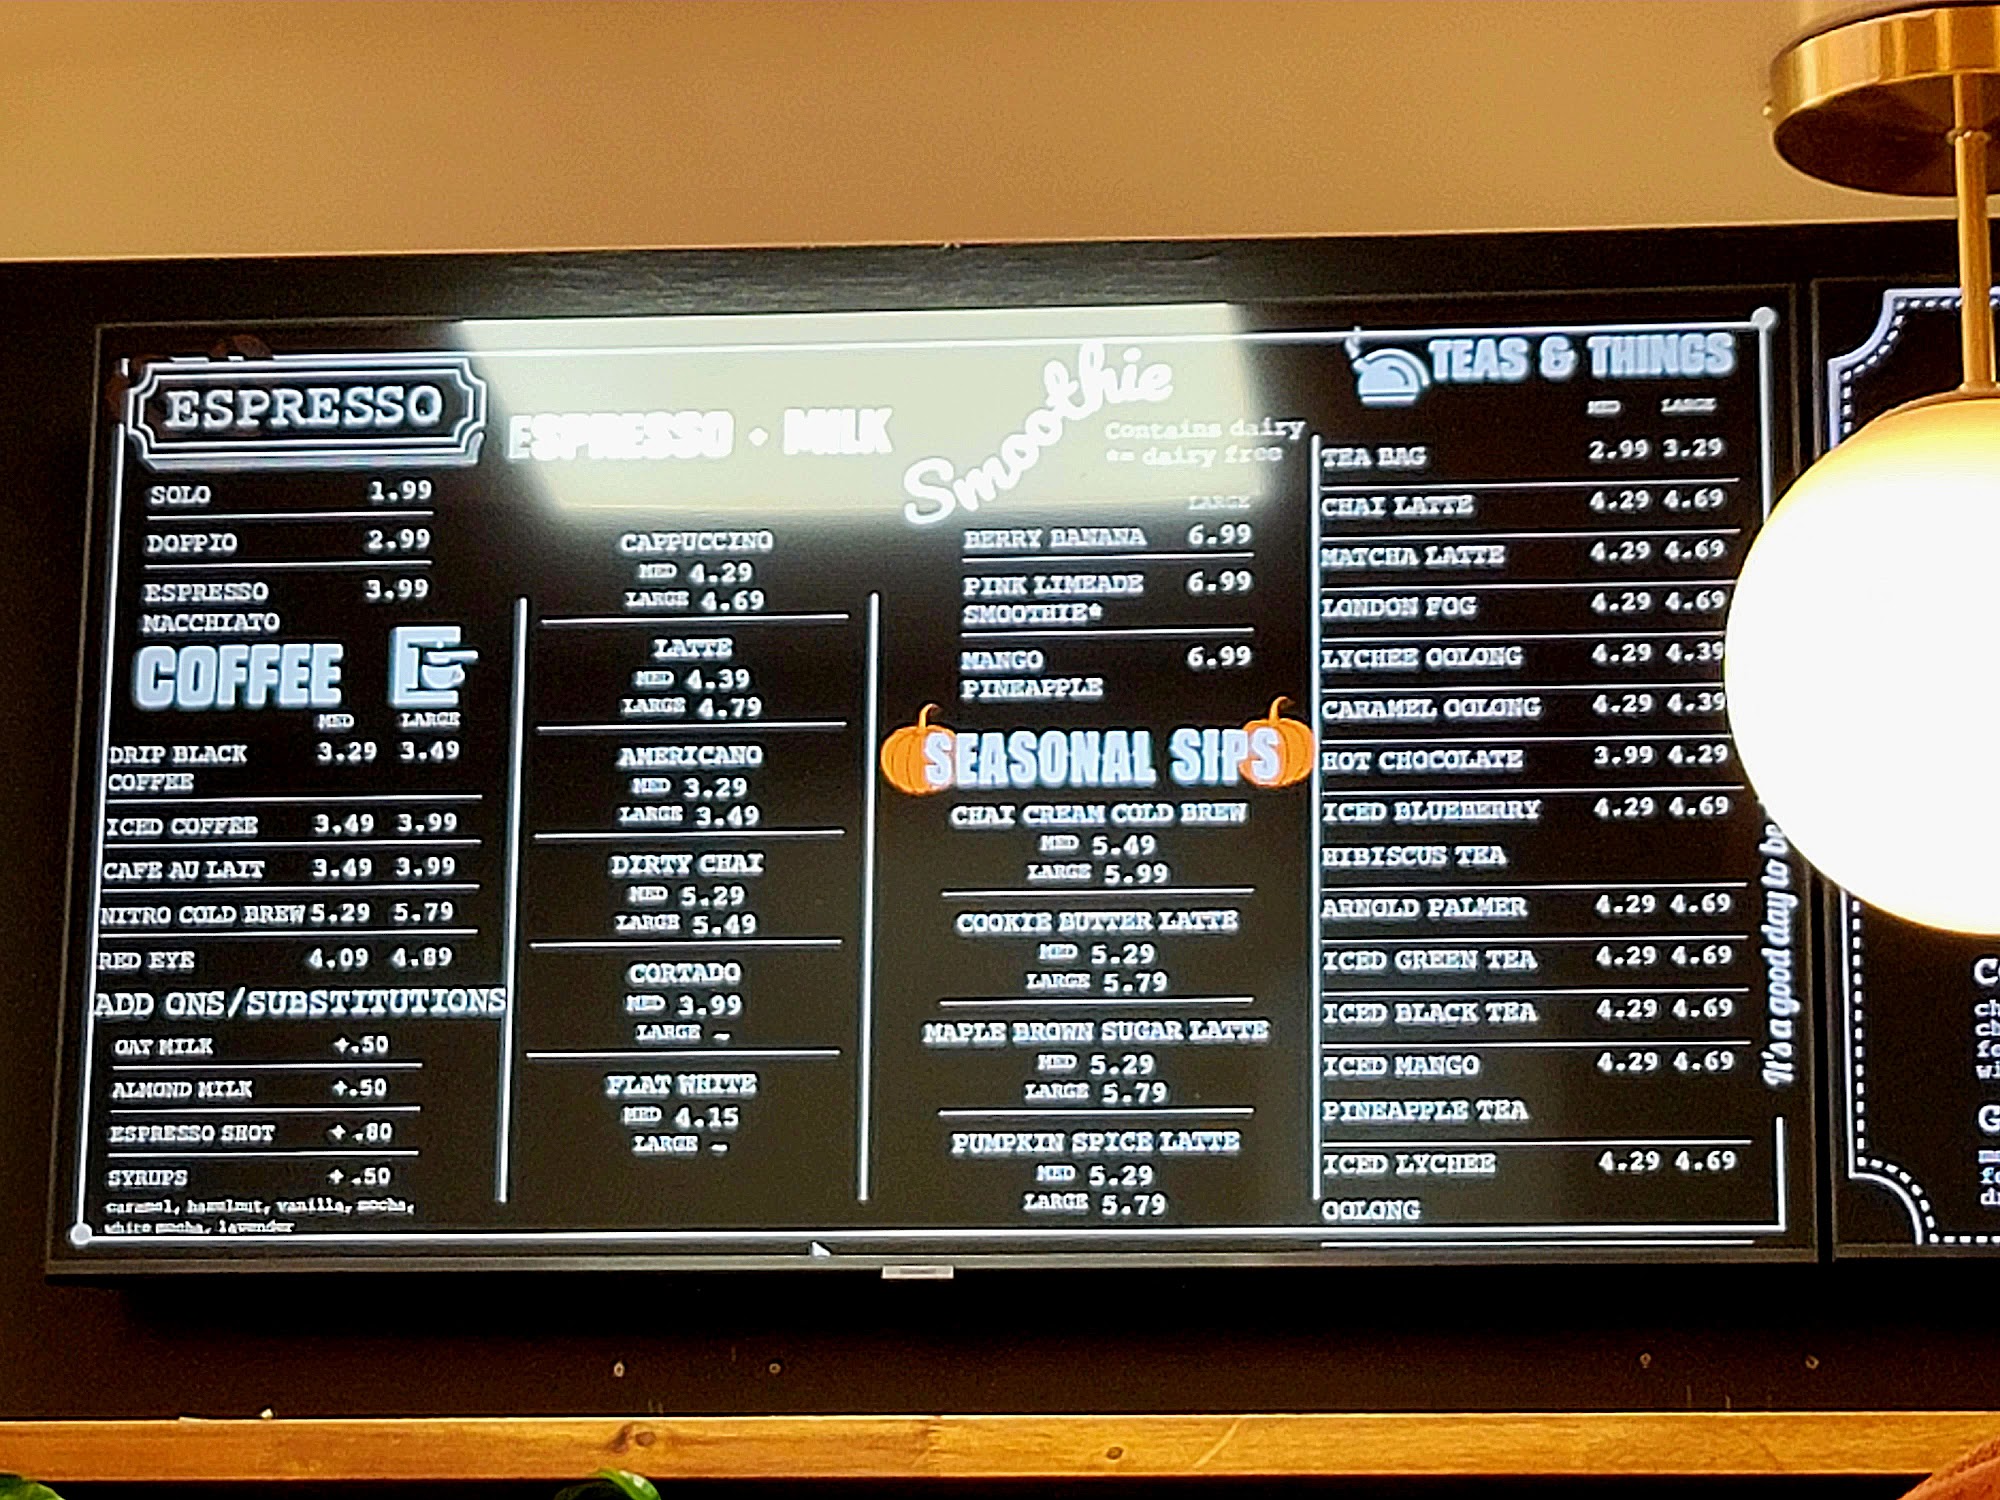 ESPRESSO
SOLO 1.99
DOPPIO 2.99
ESPRESSO 3.99
MACCHIATO
COFFEE
MED LARGE
DRIP BLACK 3.29 3.49
COFFEE
ICED COFFEE 3.49 3.99
CAFE AU LAIT 3.49 3.99
NITRO COLD BREW 5.29 5.79
RED EYE 4.09 4.89
ADD ONS/SUBSTITUTIONS
OAT MILK +.50
ALMOND MILK +.50
ESPRESSO SHOT +.80
SYRUPS +.50
caramel, hazelnut, vanilla, mocha,
white mocha, lavender
ESPRESSO + MILK
CAPPUCCINO
MED 4.29
LARGE 4.69
LATTE
MED 4.39
LARGE 4.79
AMERICANO
MED 3.29
LARGE 3.49
DIRTY CHAI
MED 5.29
LARGE 5.49
CORTADO
MED 3.99
LARGE ~
FLAT WHITE
MED 4.15
LARGE ~
Smoothie
Contains dairy
*= dairy free
LARGE
BERRY BANANA 6.99
PINK LIMEADE 6.99
SMOOTHIE*
MANGO 6.99
PINEAPPLE
SEASONAL SIPS
CHAI CREAM COLD BREW
MED 5.49
LARGE 5.99
COOKIE BUTTER LATTE
MED 5.29
LARGE 5.79
MAPLE BROWN SUGAR LATTE
MED 5.29
LARGE 5.79
PUMPKIN SPICE LATTE
MED 5.29
LARGE 5.79
TEAS & THINGS
MED LARGE
TEA BAG 2.99 3.29
CHAI LATTE 4.29 4.69
MATCHA LATTE 4.29 4.69
LONDON FOG 4.29 4.69
LYCHEE OOLONG 4.29 4.39
CARAMEL OOLONG 4.29 4.39
HOT CHOCOLATE 3.99 4.29
ICED BLUEBERRY 4.29 4.69
HIBISCUS TEA
ARNOLD PALMER 4.29 4.69
ICED GREEN TEA 4.29 4.69
ICED BLACK TEA 4.29 4.69
ICED MANGO 4.29 4.69
PINEAPPLE TEA
ICED LYCHEE 4.29 4.69
OOLONG
It's a good day to be